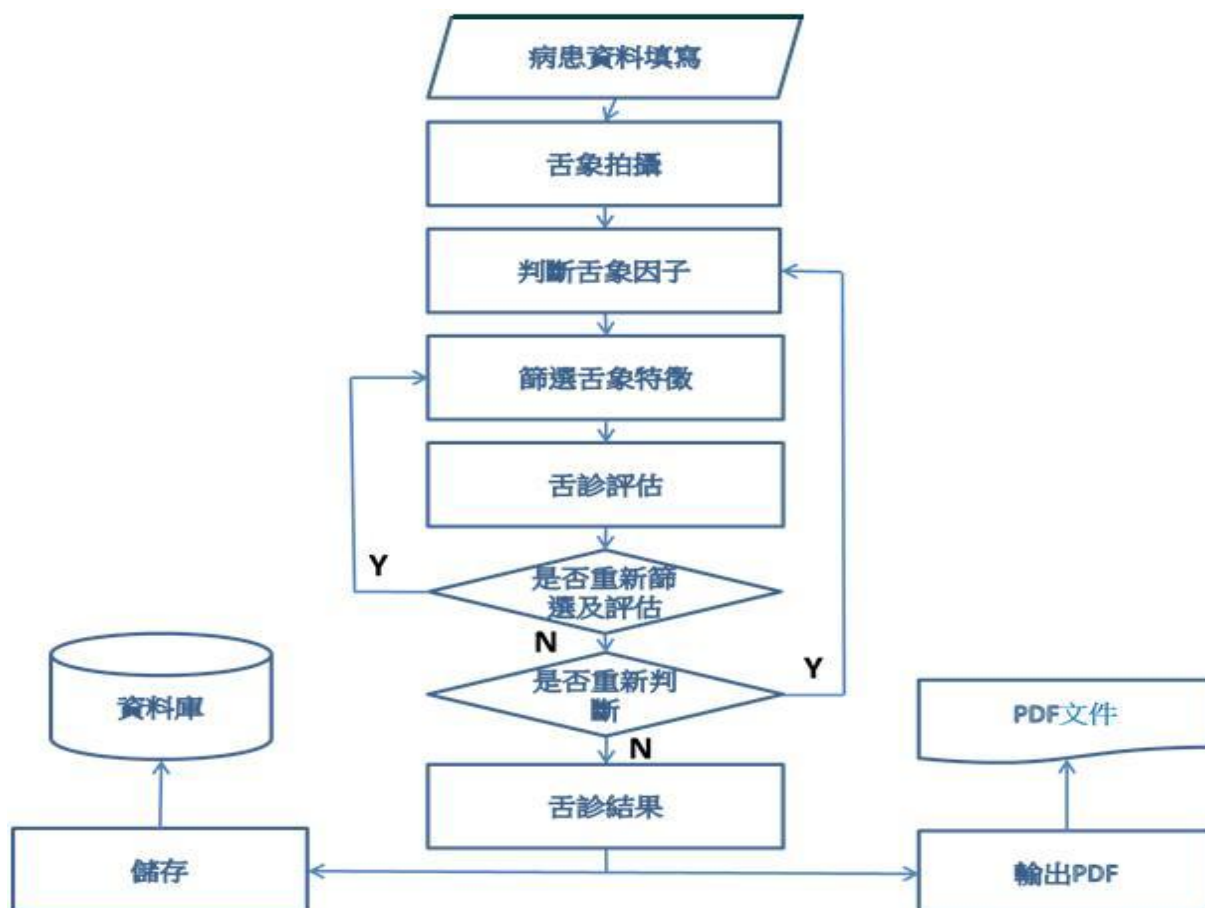 病患資料填寫
舌象拍攝
判斷舌象因子
篩選舌象特徵
舌診評估
Y
是否重新篩
選及評估
N
是否重新判
斷
Y
資料庫
PDF文件
N
舌診結果
儲存
輸出PDF